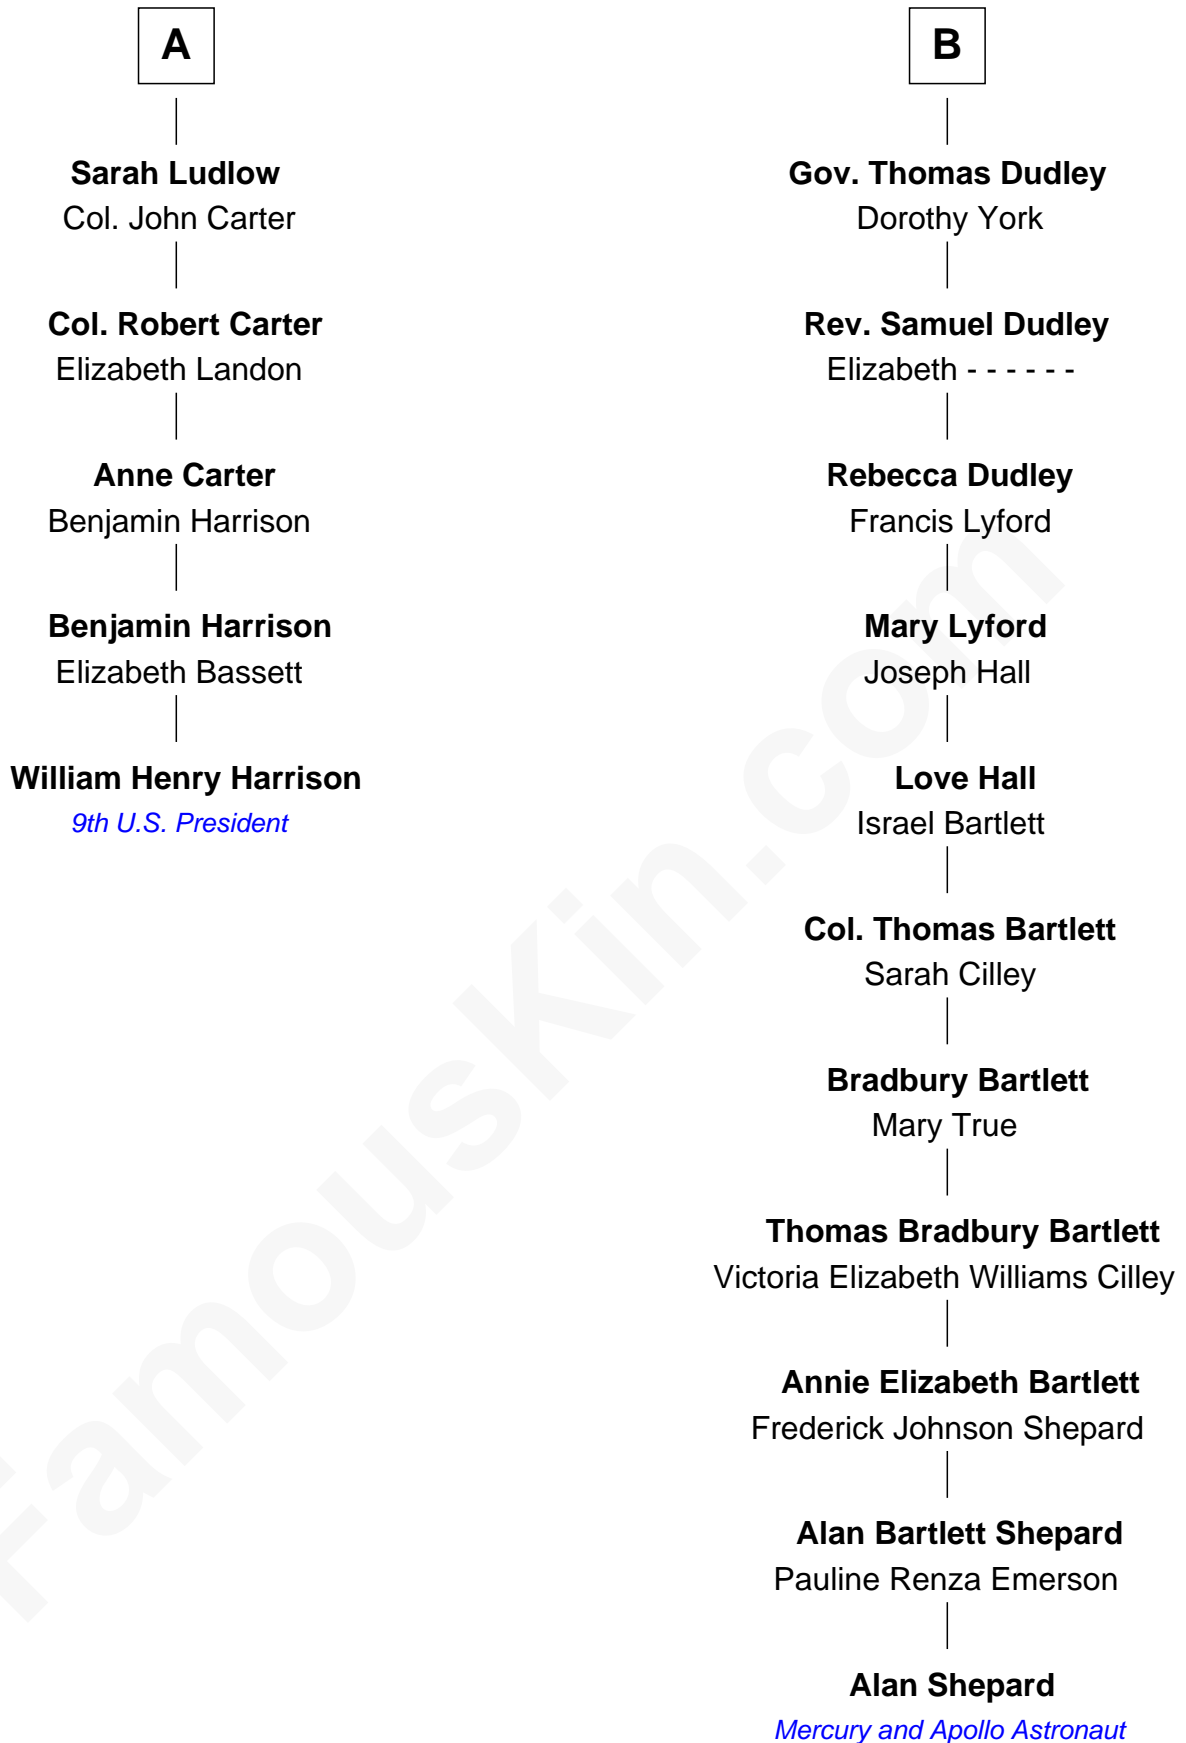 A
Sarah Ludlow
Col. John Carter
Col. Robert Carter
Elizabeth Landon
Anne Carter
Benjamin Harrison
Benjamin Harrison
Elizabeth Bassett
William Henry Harrison
9th U.S. President
B
Gov. Thomas Dudley
Dorothy York
Rev. Samuel Dudley
Elizabeth - - - - - -
Rebecca Dudley
Francis Lyford
Mary Lyford
Joseph Hall
Love Hall
Israel Bartlett
Col. Thomas Bartlett
Sarah Cilley
Bradbury Bartlett
Mary True
Thomas Bradbury Bartlett
Victoria Elizabeth Williams Cilley
Annie Elizabeth Bartlett
Frederick Johnson Shepard
Alan Bartlett Shepard
Pauline Renza Emerson
Alan Shepard
Mercury and Apollo Astronaut
FamousKin.com